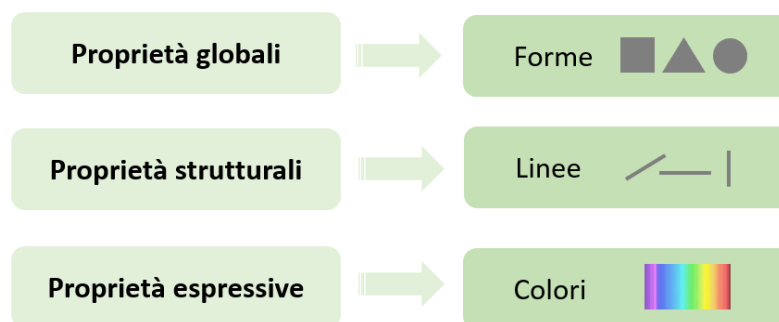 Proprietà globali
Forme
Proprietà strutturali
Linee
Proprietà espressive
Colori